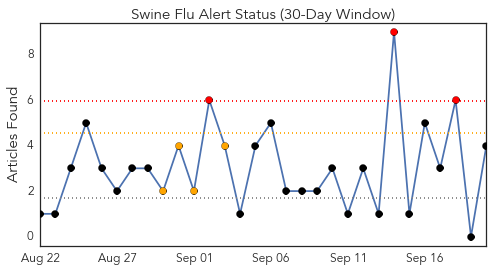 Swine Flu Alert Status (30-Day Window)
Articles Found
8
6
4
2
0
Aug 22 Aug 27 Sep 01 Sep 06 Sep 11 Sep 16